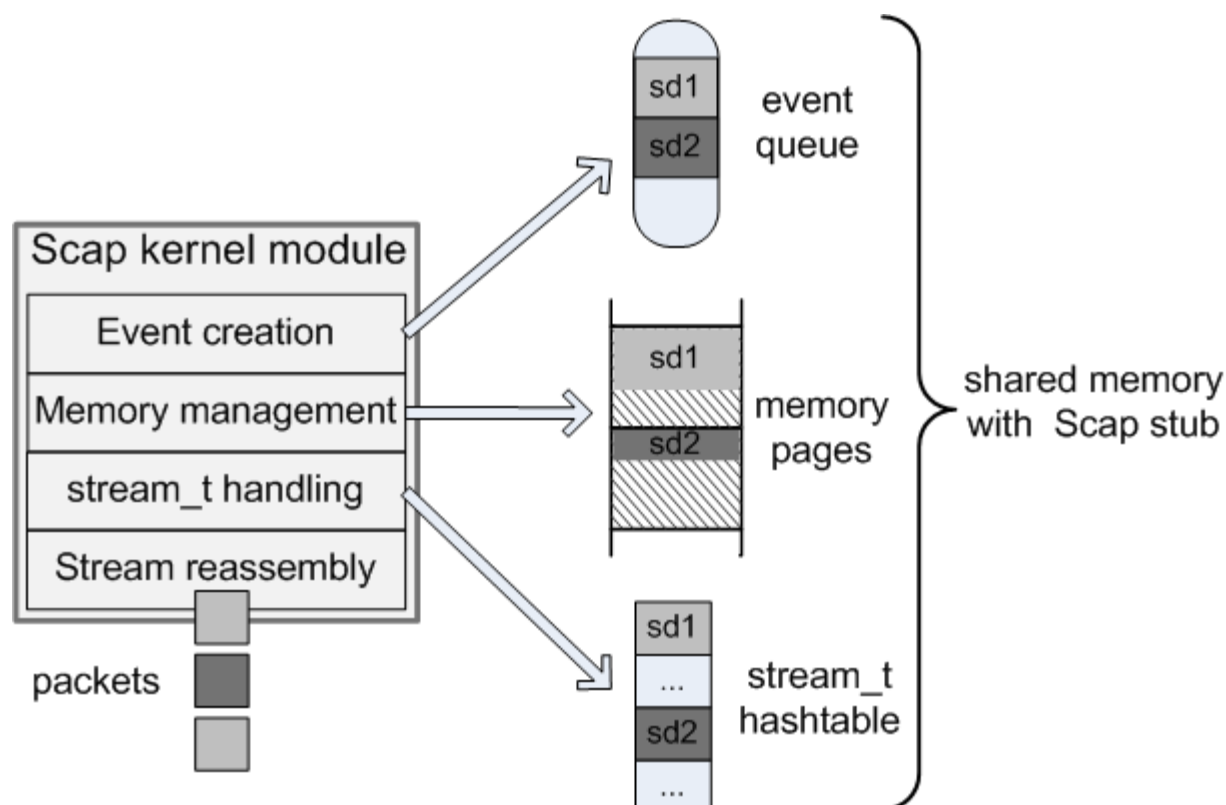 Scap kernel module
Event creation
Memory management
stream_t handling
Stream reassembly
packets
sd1
sd2
event
queue
sd1
sd2
memory
pages
sd1
...
sd2
...
stream_t
hashtable
shared memory
with Scap stub